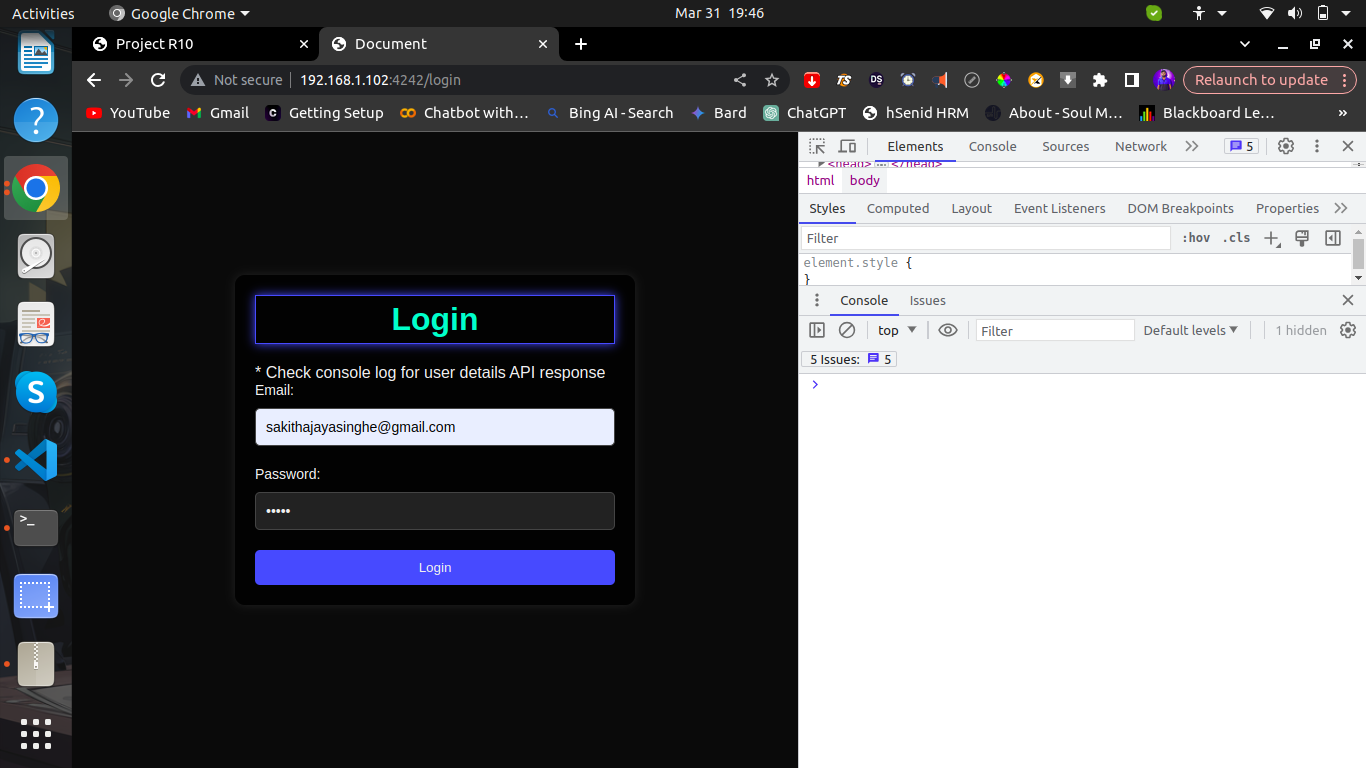 Activities Google Chrome Mar 31 19:46
Project R10 Document
Not secure 192.168.1.102:4242/login Relaunch to update
YouTube Gmail Getting Setup Chatbot with… Bing AI - Search Bard ChatGPT hSenid HRM About - Soul M… Blackboard Le… »
Elements Console Sources Network 5
<head> … </head>
html body
Styles Computed Layout Event Listeners DOM Breakpoints Properties
Filter :hov .cls
element.style {
}
Console Issues
top Filter Default levels 1 hidden
5 Issues: 5
Login
* Check console log for user details API response
Email:
sakithajayasinghe@gmail.com
Password:
•••••
Login